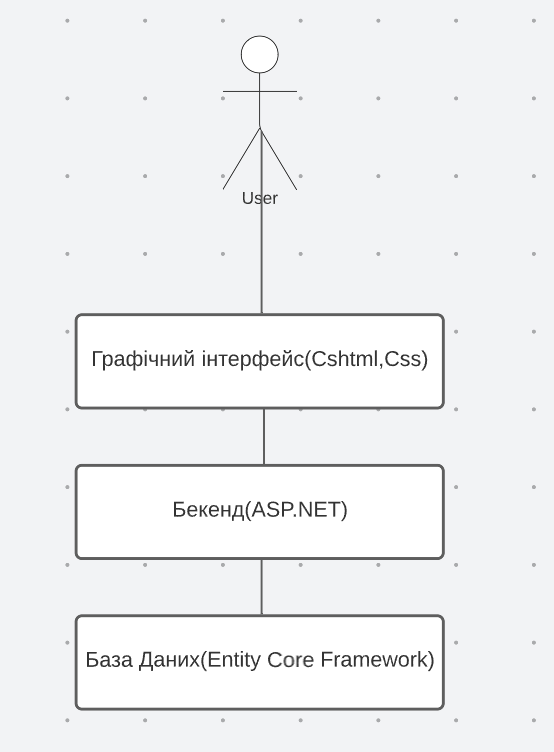 User
Графічний інтерфейс(Cshtml,Css)
Бекенд(ASP.NET)
База Даних(Entity Core Framework)